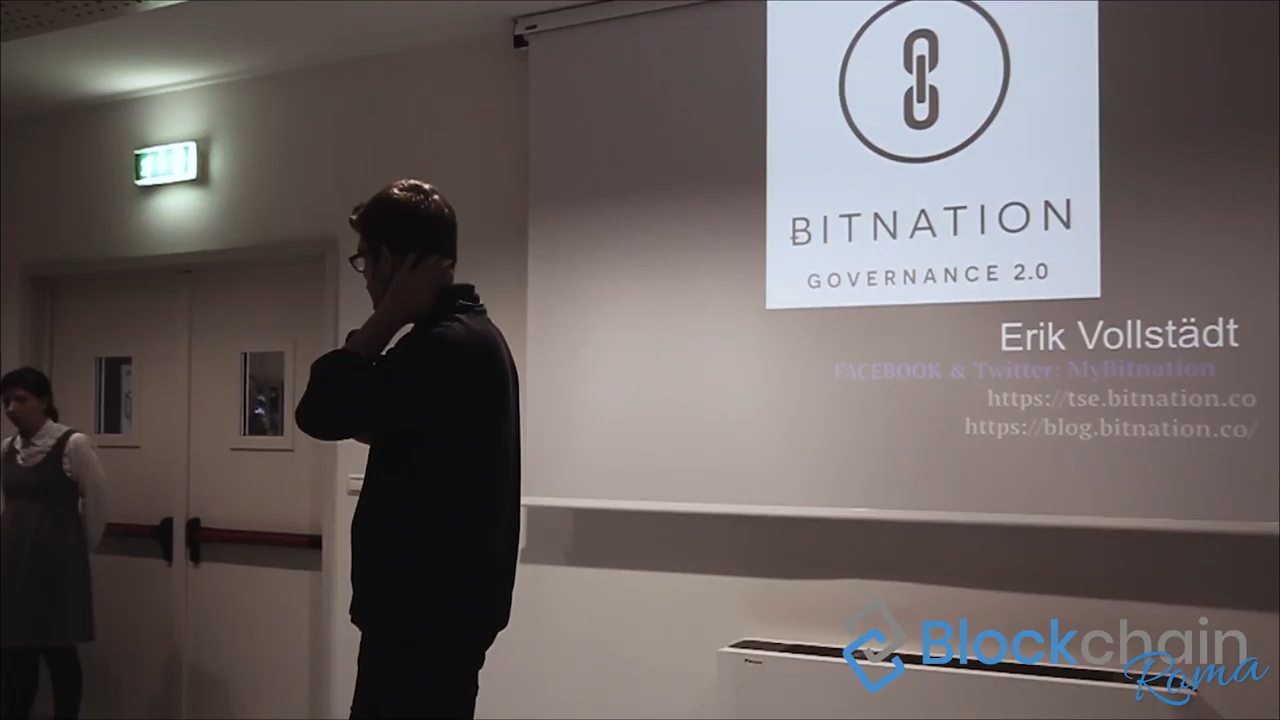 BITNATION
GOVERNANCE 2.0
Erik Vollstädt
FACEBOOK & Twitter: MyBitnation
https://tse.bitnation.co
https://blog.bitnation.co/
Blockchain
Roma